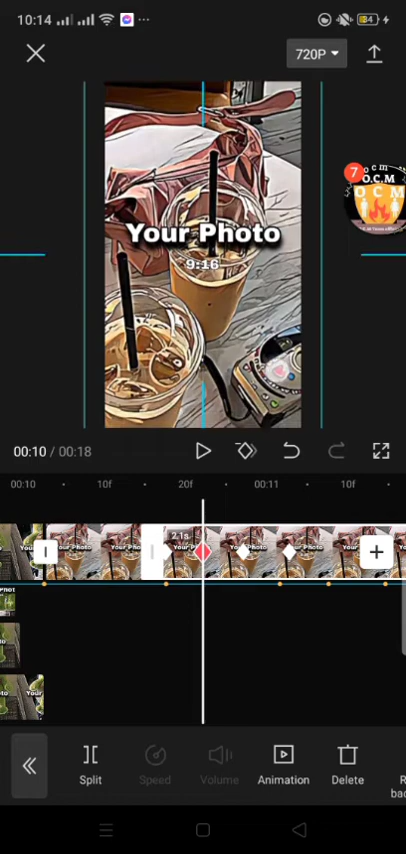 10:14
84
720P
7
O C M
O.C.M
O C M
Your Photo
9:16
00:10 / 00:18
00:10
10f
20f
00:11
10f
2.1s
Your Photo
Your Photo
Your Photo
Your Photo
Your Photo
Split
Speed
Volume
Animation
Delete